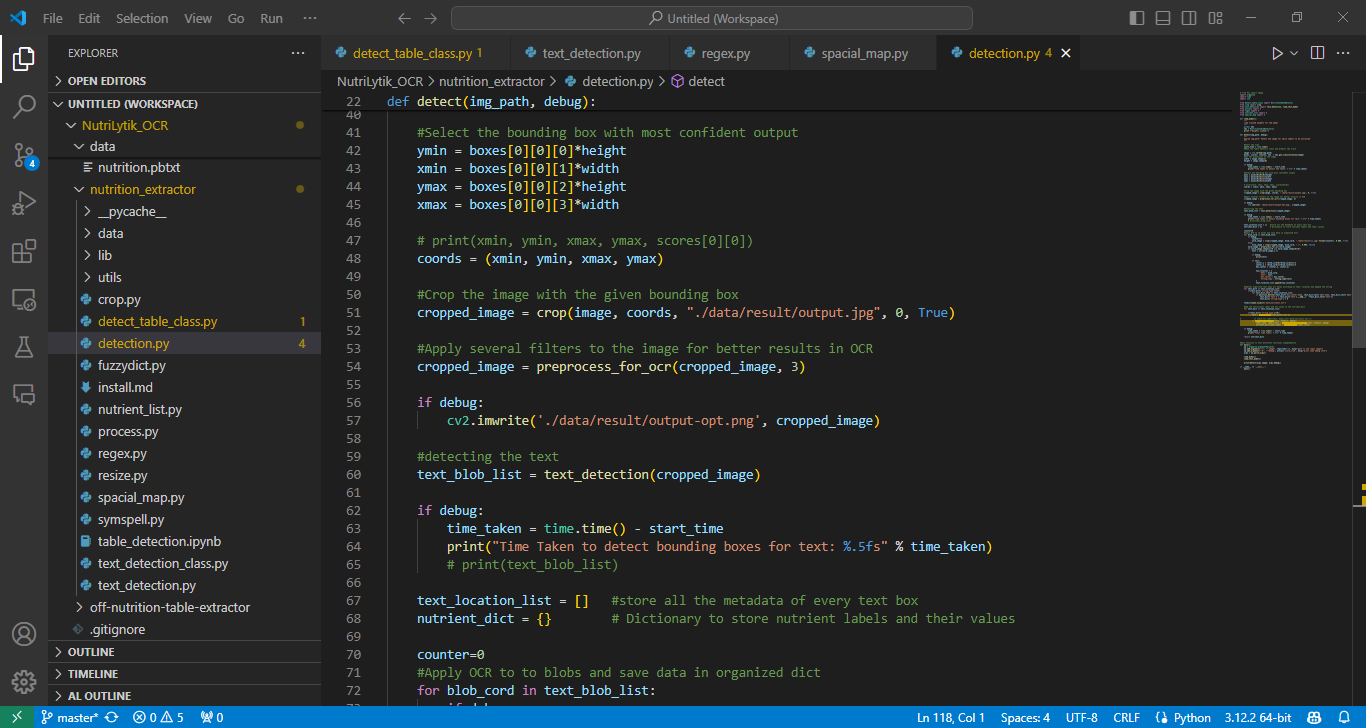 File Edit Selection View Go Run ··· Untitled (Workspace)
EXPLORER ···
OPEN EDITORS
UNTITLED (WORKSPACE)
NutriLytik_OCR
data
nutrition.pbtxt
nutrition_extractor
__pycache__
data
lib
utils
crop.py
detect_table_class.py 1
detection.py 4
fuzzydict.py
install.md
nutrient_list.py
process.py
regex.py
resize.py
spacial_map.py
symspell.py
table_detection.ipynb
text_detection_class.py
text_detection.py
off-nutrition-table-extractor
.gitignore
OUTLINE
TIMELINE
AL OUTLINE
4
detect_table_class.py 1 text_detection.py regex.py spacial_map.py detection.py 4
NutriLytik_OCR > nutrition_extractor > detection.py > detect
22 def detect(img_path, debug):
40
41 #Select the bounding box with most confident output
42 ymin = boxes[0][0][0]*height
43 xmin = boxes[0][0][1]*width
44 ymax = boxes[0][0][2]*height
45 xmax = boxes[0][0][3]*width
46
47 # print(xmin, ymin, xmax, ymax, scores[0][0])
48 coords = (xmin, ymin, xmax, ymax)
49
50 #Crop the image with the given bounding box
51 cropped_image = crop(image, coords, "./data/result/output.jpg", 0, True)
52
53 #Apply several filters to the image for better results in OCR
54 cropped_image = preprocess_for_ocr(cropped_image, 3)
55
56 if debug:
57 cv2.imwrite('./data/result/output-opt.png', cropped_image)
58
59 #detecting the text
60 text_blob_list = text_detection(cropped_image)
61
62 if debug:
63 time_taken = time.time() - start_time
64 print("Time Taken to detect bounding boxes for text: %.5fs" % time_taken)
65 # print(text_blob_list)
66
67 text_location_list = [] #store all the metadata of every text box
68 nutrient_dict = {} # Dictionary to store nutrient labels and their values
69
70 counter=0
71 #Apply OCR to to blobs and save data in organized dict
72 for blob_cord in text_blob_list:
master* 0 5 0 Ln 118, Col 1 Spaces: 4 UTF-8 CRLF Python 3.12.2 64-bit